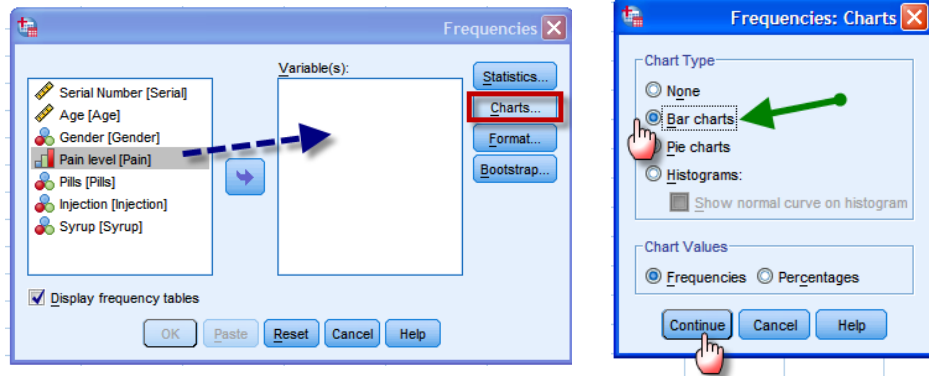 Frequencies
Variable(s):
Serial Number [Serial]
Age [Age]
Gender [Gender]
Pain level [Pain]
Pills [Pills]
Injection [Injection]
Syrup [Syrup]
Statistics...
Charts...
Format...
Bootstrap...
Display frequency tables
OK Paste Reset Cancel Help
Frequencies: Charts
Chart Type
None
Bar charts
Pie charts
Histograms:
Show normal curve on histogram
Chart Values
Frequencies Percentages
Continue Cancel Help